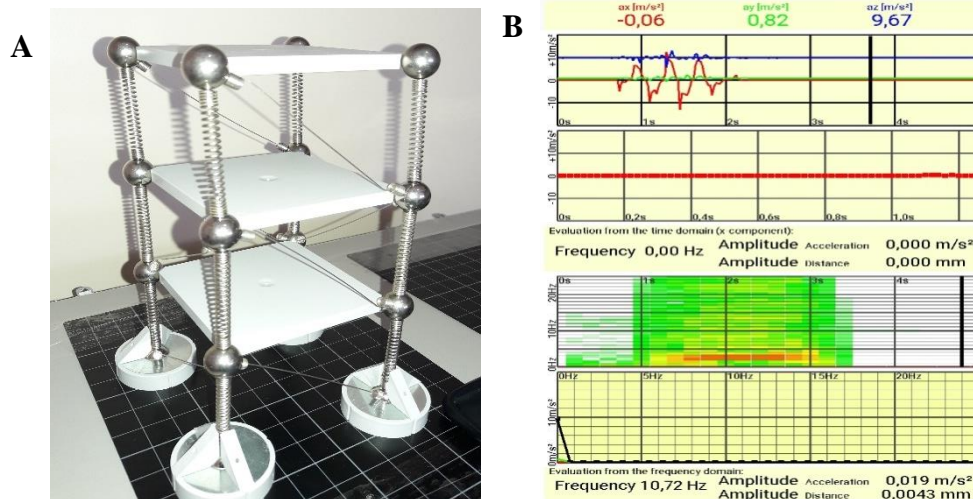 A
B
ax [m/s²] ay [m/s²] az [m/s²]
-0,06 0,82 9,67
+10m/s²
0
-10
0s 1s 2s 3s 4s
+10m/s²
0
-10
0,0s 0,2s 0,4s 0,6s 0,8s 1,0s
Evaluation from the time domain (x component):
Frequency 0,00 Hz Amplitude Acceleration 0,000 m/s²
Amplitude Distance 0,000 mm
0s 1s 2s 3s 4s
20Hz
10Hz
0Hz
0Hz 5Hz 10Hz 15Hz 20Hz
10m/s²
0m/s²
Evaluation from the frequency domain:
Frequency 10,72 Hz Amplitude Acceleration 0,019 m/s²
Amplitude Distance 0,0043 mm